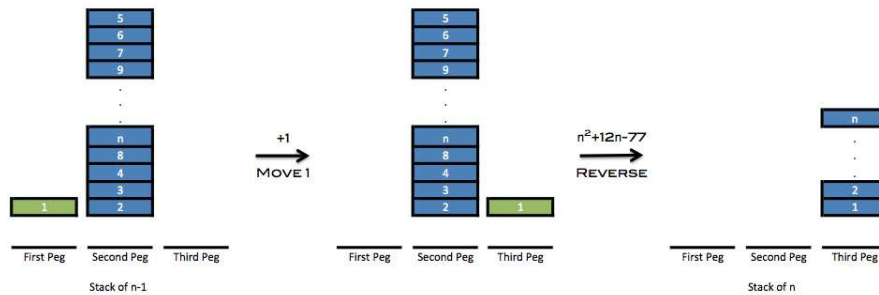 5
6
7
9
.
.
.
n
8
4
3
2
1
First Peg Second Peg Third Peg
Stack of n-1
+1
MOVE 1
5
6
7
9
.
.
.
n
8
4
3
2
1
First Peg Second Peg Third Peg
n²+12n-77
REVERSE
n
.
.
.
2
1
First Peg Second Peg Third Peg
Stack of n